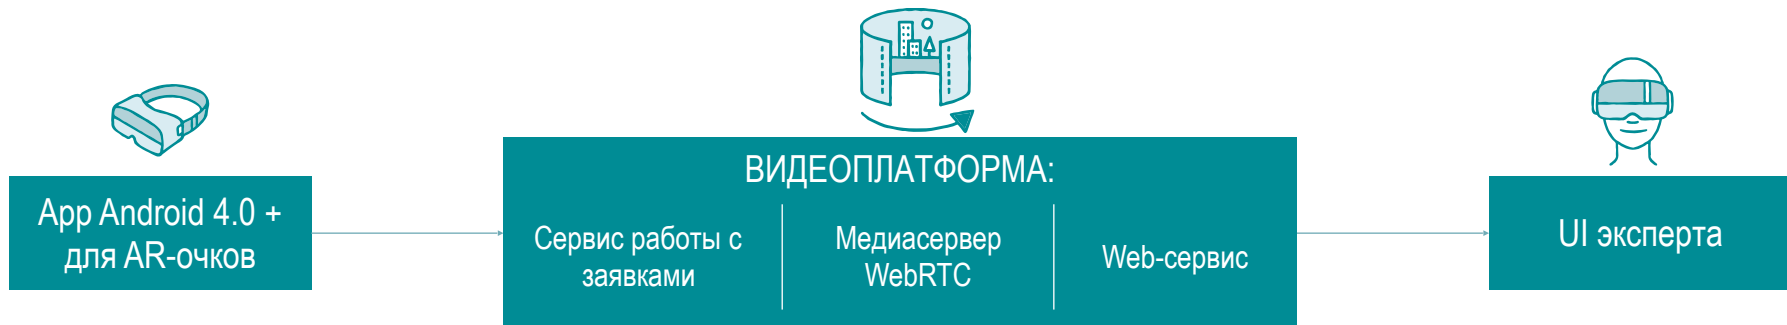 App Android 4.0 +
для AR-очков
ВИДЕОПЛАТФОРМА:
Сервис работы с
заявками
Медиасервер
WebRTC
Web-сервис
UI эксперта